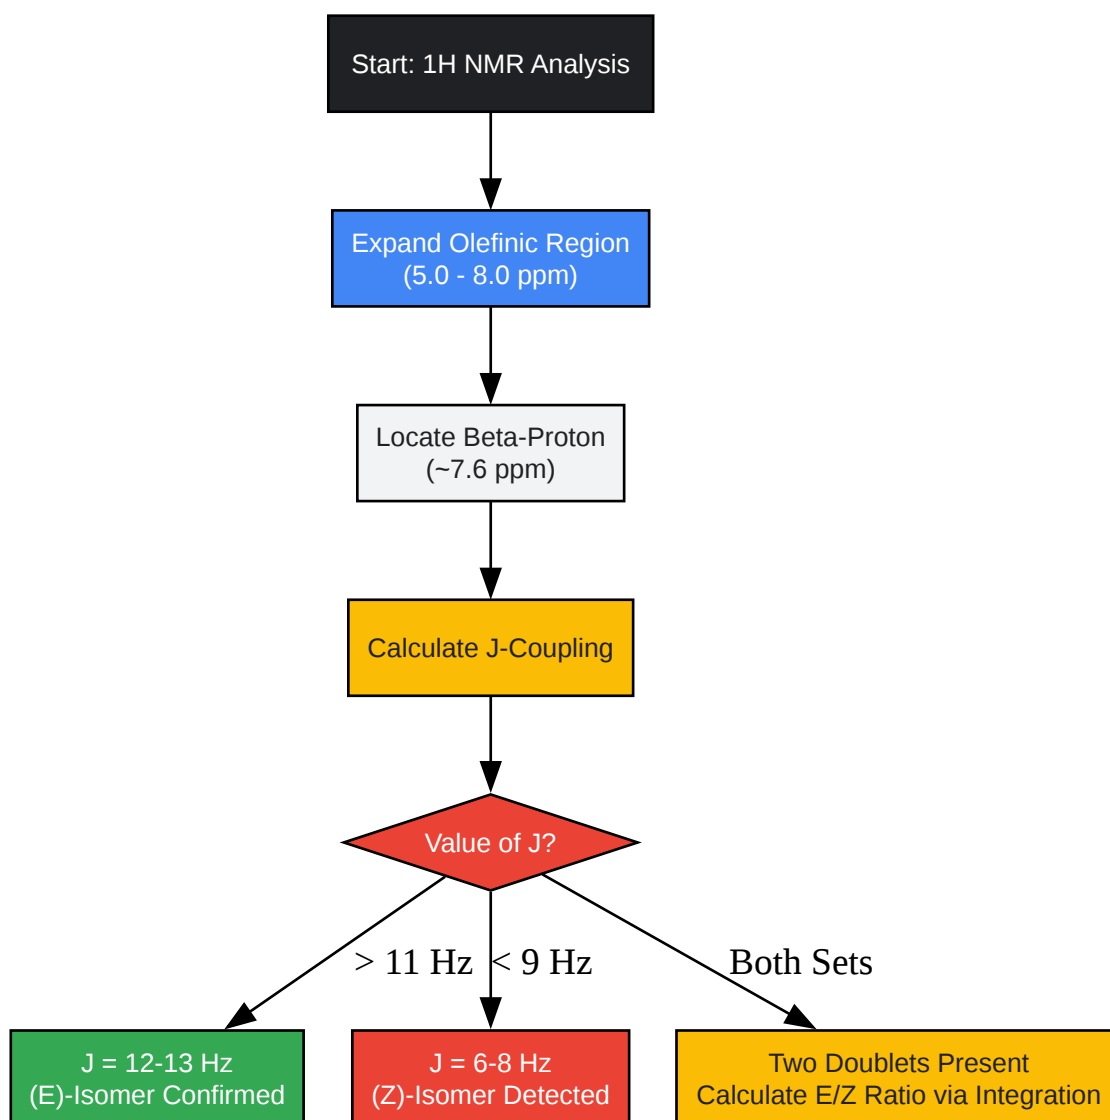 Start: 1H NMR Analysis
Expand Olefinic Region
(5.0 - 8.0 ppm)
Locate Beta-Proton
(~7.6 ppm)
Calculate J-Coupling
Value of J?
> 11 Hz
< 9 Hz
Both Sets
J = 12-13 Hz
(E)-Isomer Confirmed
J = 6-8 Hz
(Z)-Isomer Detected
Two Doublets Present
Calculate E/Z Ratio via Integration